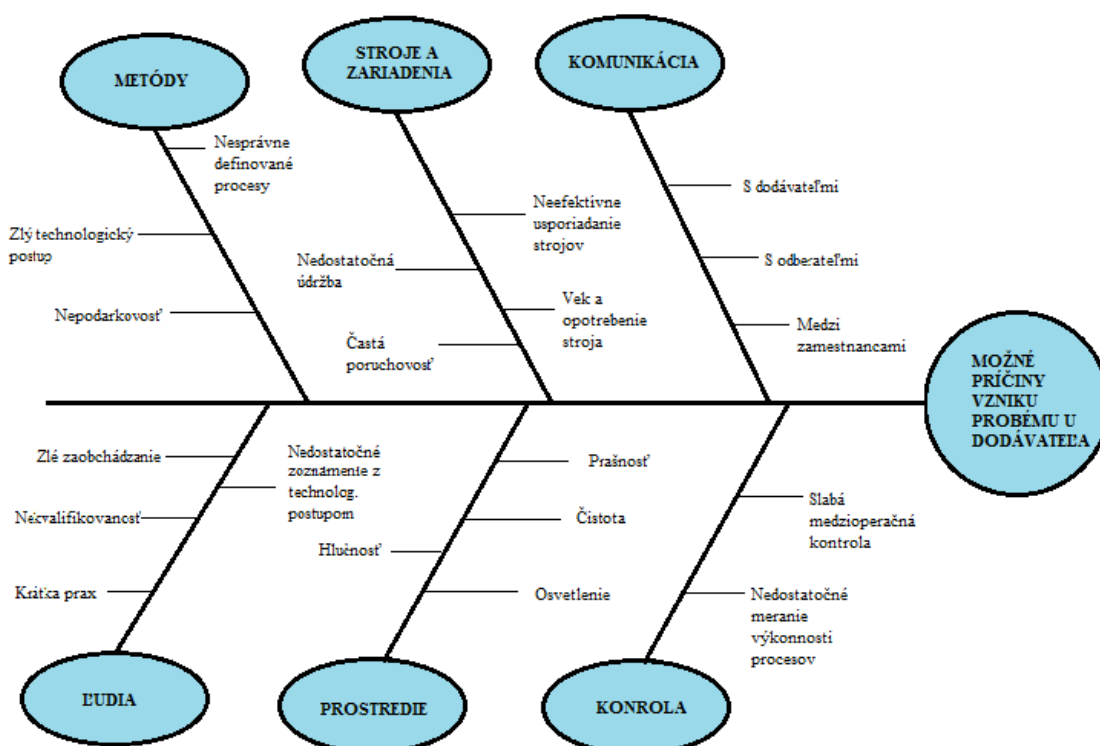 METÓDY
STROJE A
ZARIADENIA
KOMUNIKÁCIA
Nesprávne
definované
procesy
Zlý technologický
postup
Nepodarkovosť
Neefektivne
usporiadanie
strojov
Nedostatočná
údržba
Vek a
opotrebenie
stroja
Častá
poruchovosť
S dodávateľmi
S odberateľmi
Medzi
zamestnancami
MOŽNÉ
PRÍČINY
VZNIKU
PROBÉMU U
DODÁVATEĽA
Zlé zaobchádzanie
Nedostatočné
zoznámenie z
technolog.
postupom
Nekvalifikovanosť
Krátka prax
Prašnosť
Čistota
Hlučnosť
Osvetlenie
Slabá
medzioperačná
kontrola
Nedostatočné
meranie
výkonnosti
procesov
ĽUDIA
PROSTREDIE
KONROLA